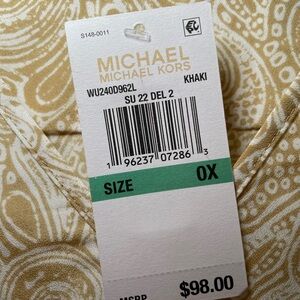 S148-0011
MICHAEL
MICHAEL KORS
WU240D962L KHAKI
SU 22 DEL 2
1 96237 07286 3
SIZE 0X
MSRP $98.00